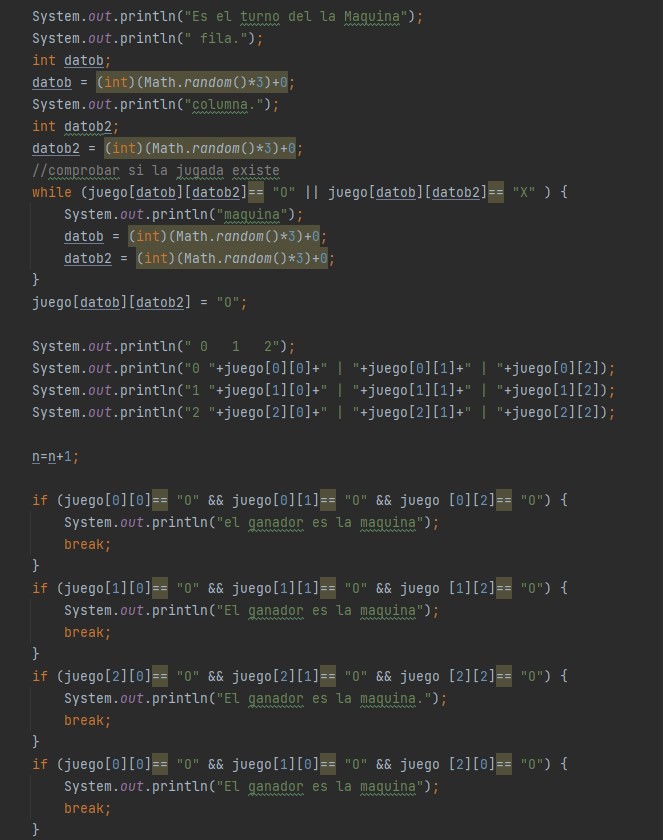 System.out.println("Es el turno del la Maquina");
System.out.println(" fila.");
int datob;
datob = (int)(Math.random()*3)+0;
System.out.println("columna.");
int datob2;
datob2 = (int)(Math.random()*3)+0;
//comprobar si la jugada existe
while (juego[datob][datob2]== "O" || juego[datob][datob2]== "X" ) {
System.out.println("maquina");
datob = (int)(Math.random()*3)+0;
datob2 = (int)(Math.random()*3)+0;
}
juego[datob][datob2] = "O";
System.out.println(" 0   1   2");
System.out.println("0 "+juego[0][0]+" | "+juego[0][1]+" | "+juego[0][2]);
System.out.println("1 "+juego[1][0]+" | "+juego[1][1]+" | "+juego[1][2]);
System.out.println("2 "+juego[2][0]+" | "+juego[2][1]+" | "+juego[2][2]);
n=n+1;
if (juego[0][0]== "O" && juego[0][1]== "O" && juego [0][2]== "O") {
System.out.println("el ganador es la maquina");
break;
}
if (juego[1][0]== "O" && juego[1][1]== "O" && juego [1][2]== "O") {
System.out.println("El ganador es la maquina");
break;
}
if (juego[2][0]== "O" && juego[2][1]== "O" && juego [2][2]== "O") {
System.out.println("El ganador es la maquina.");
break;
}
if (juego[0][0]== "O" && juego[1][0]== "O" && juego [2][0]== "O") {
System.out.println("El ganador es la maquina");
break;
}